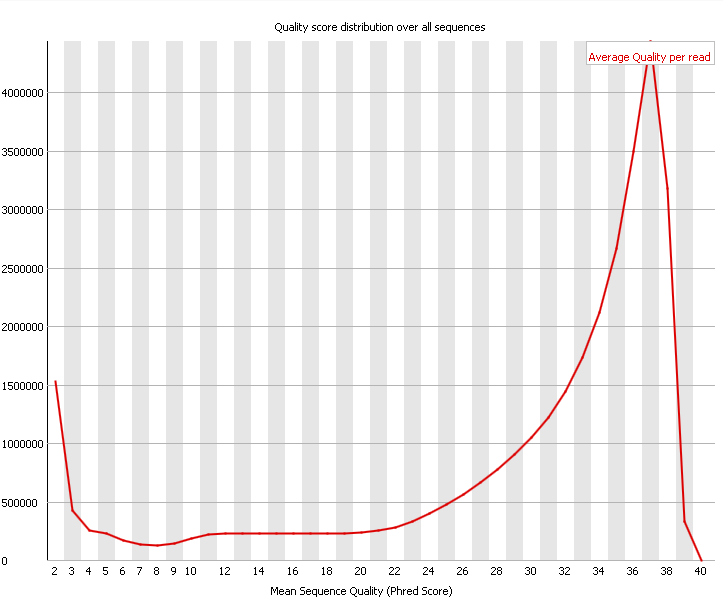 Quality score distribution over all sequences
Average Quality per read
4000000
3500000
3000000
2500000
2000000
1500000
1000000
500000
0
2 3 4 5 6 7 8 9 10 12 14 16 18 20 22 24 26 28 30 32 34 36 38 40
Mean Sequence Quality (Phred Score)